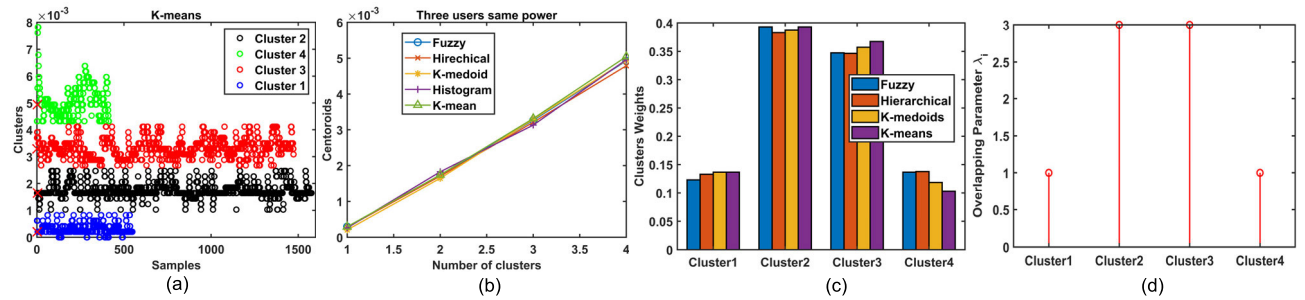 K-means
8 ×10⁻³
7
6
5
4
3
2
1
0
Clusters
0 500 1000 1500
Samples
Cluster 2
Cluster 4
Cluster 3
Cluster 1
(a)
Three users same power
6 ×10⁻³
5
4
3
2
1
0
Centoroids
1 1.5 2 2.5 3 3.5 4
Number of clusters
Fuzzy
Hirechical
K-medoid
Histogram
K-mean
(b)
0.4
0.35
0.3
0.25
0.2
0.15
0.1
0.05
0
Clusters Weights
Cluster1 Cluster2 Cluster3 Cluster4
Fuzzy
Hierarchical
K-medoids
K-means
(c)
3
2.5
2
1.5
1
0.5
0
Overlapping Parameter λi
Cluster1 Cluster2 Cluster3 Cluster4
(d)